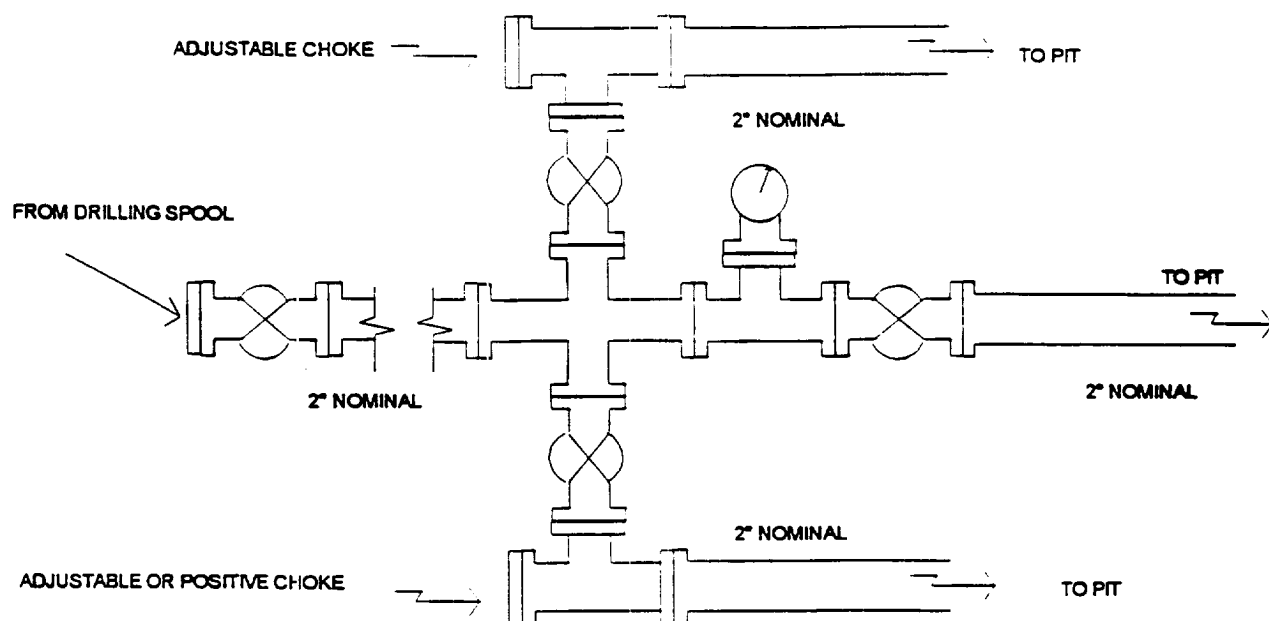 ADJUSTABLE CHOKE
TO PIT
2" NOMINAL
FROM DRILLING SPOOL
TO PIT
2" NOMINAL
2" NOMINAL
2" NOMINAL
ADJUSTABLE OR POSITIVE CHOKE
TO PIT